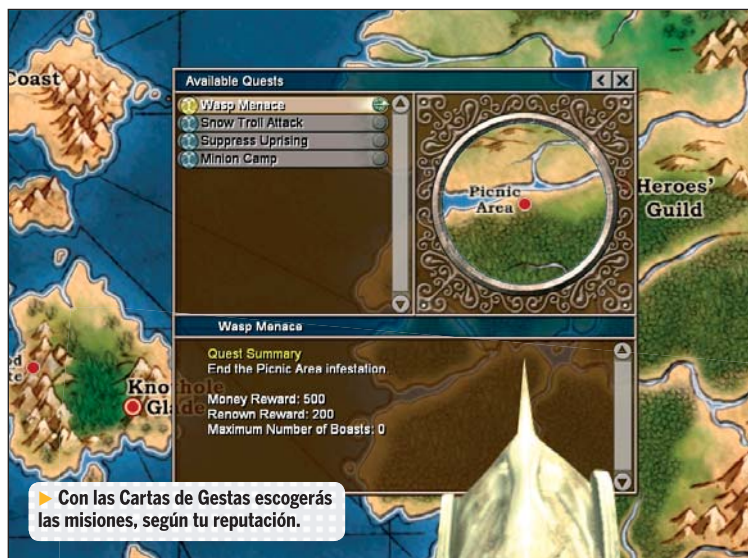 Coast
Available Quests
Wasp Menace
Snow Troll Attack
Suppress Uprising
Minion Camp
Picnic
Area
Heroes'
Guild
Wasp Menace
Quest Summary
End the Picnic Area infestation.
Money Reward: 500
Renown Reward: 200
Maximum Number of Boasts: 0
Knothole
Glade
▶ Con las Cartas de Gestas escogerás
las misiones, según tu reputación.